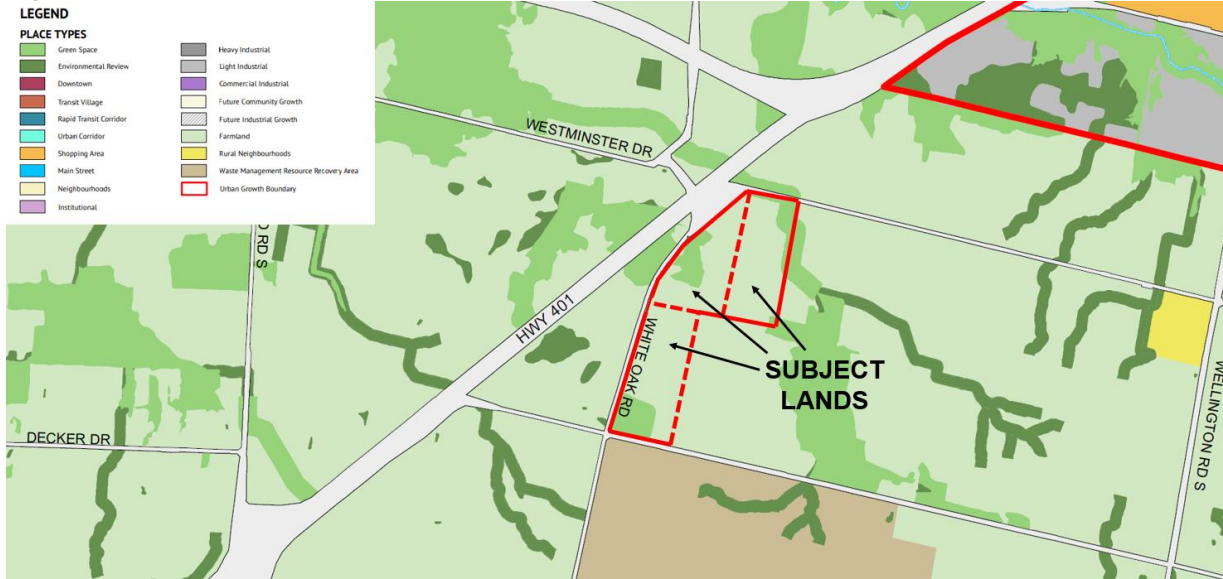 LEGEND
PLACE TYPES
Green Space
Environmental Review
Downtown
Transit Village
Rapid Transit Corridor
Urban Corridor
Shopping Area
Main Street
Neighbourhoods
Institutional
Heavy Industrial
Light Industrial
Commercial Industrial
Future Community Growth
Future Industrial Growth
Farmland
Rural Neighbourhoods
Waste Management Resource Recovery Area
Urban Growth Boundary
WESTMINSTER DR
RD S
HWY 401
WHITE OAK RD
SUBJECT
LANDS
WELLINGTON RD S
DECKER DR